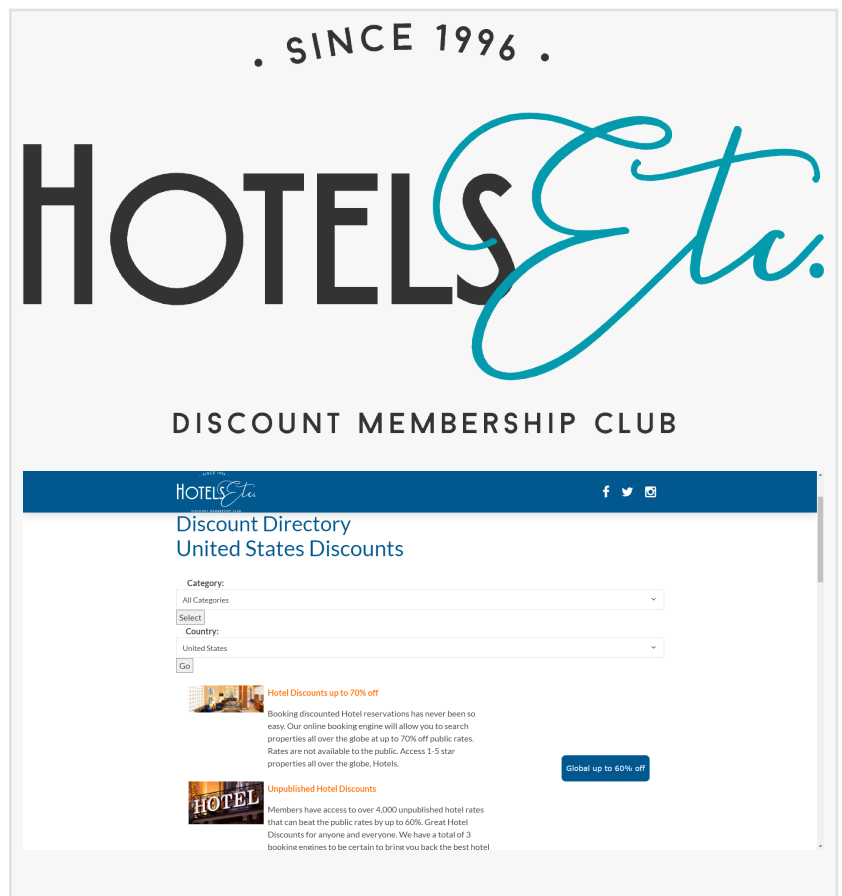 . SINCE 1996 .
HOTELS Etc.
DISCOUNT MEMBERSHIP CLUB
SINCE 1996
HOTELS Etc.
DISCOUNT MEMBERSHIP CLUB
Discount Directory
United States Discounts
Category:
All Categories
Select
Country:
United States
Go
Hotel Discounts up to 70% off
Booking discounted Hotel reservations has never been so
easy. Our online booking engine will allow you to search
properties all over the globe at up to 70% off public rates.
Rates are not available to the public. Access 1-5 star
properties all over the globe, Hotels.
Global up to 60% off
HOTEL
Unpublished Hotel Discounts
Members have access to over 4,000 unpublished hotel rates
that can beat the public rates by up to 60%. Great Hotel
Discounts for anyone and everyone. We have a total of 3
booking engines to be certain to bring you back the best hotel